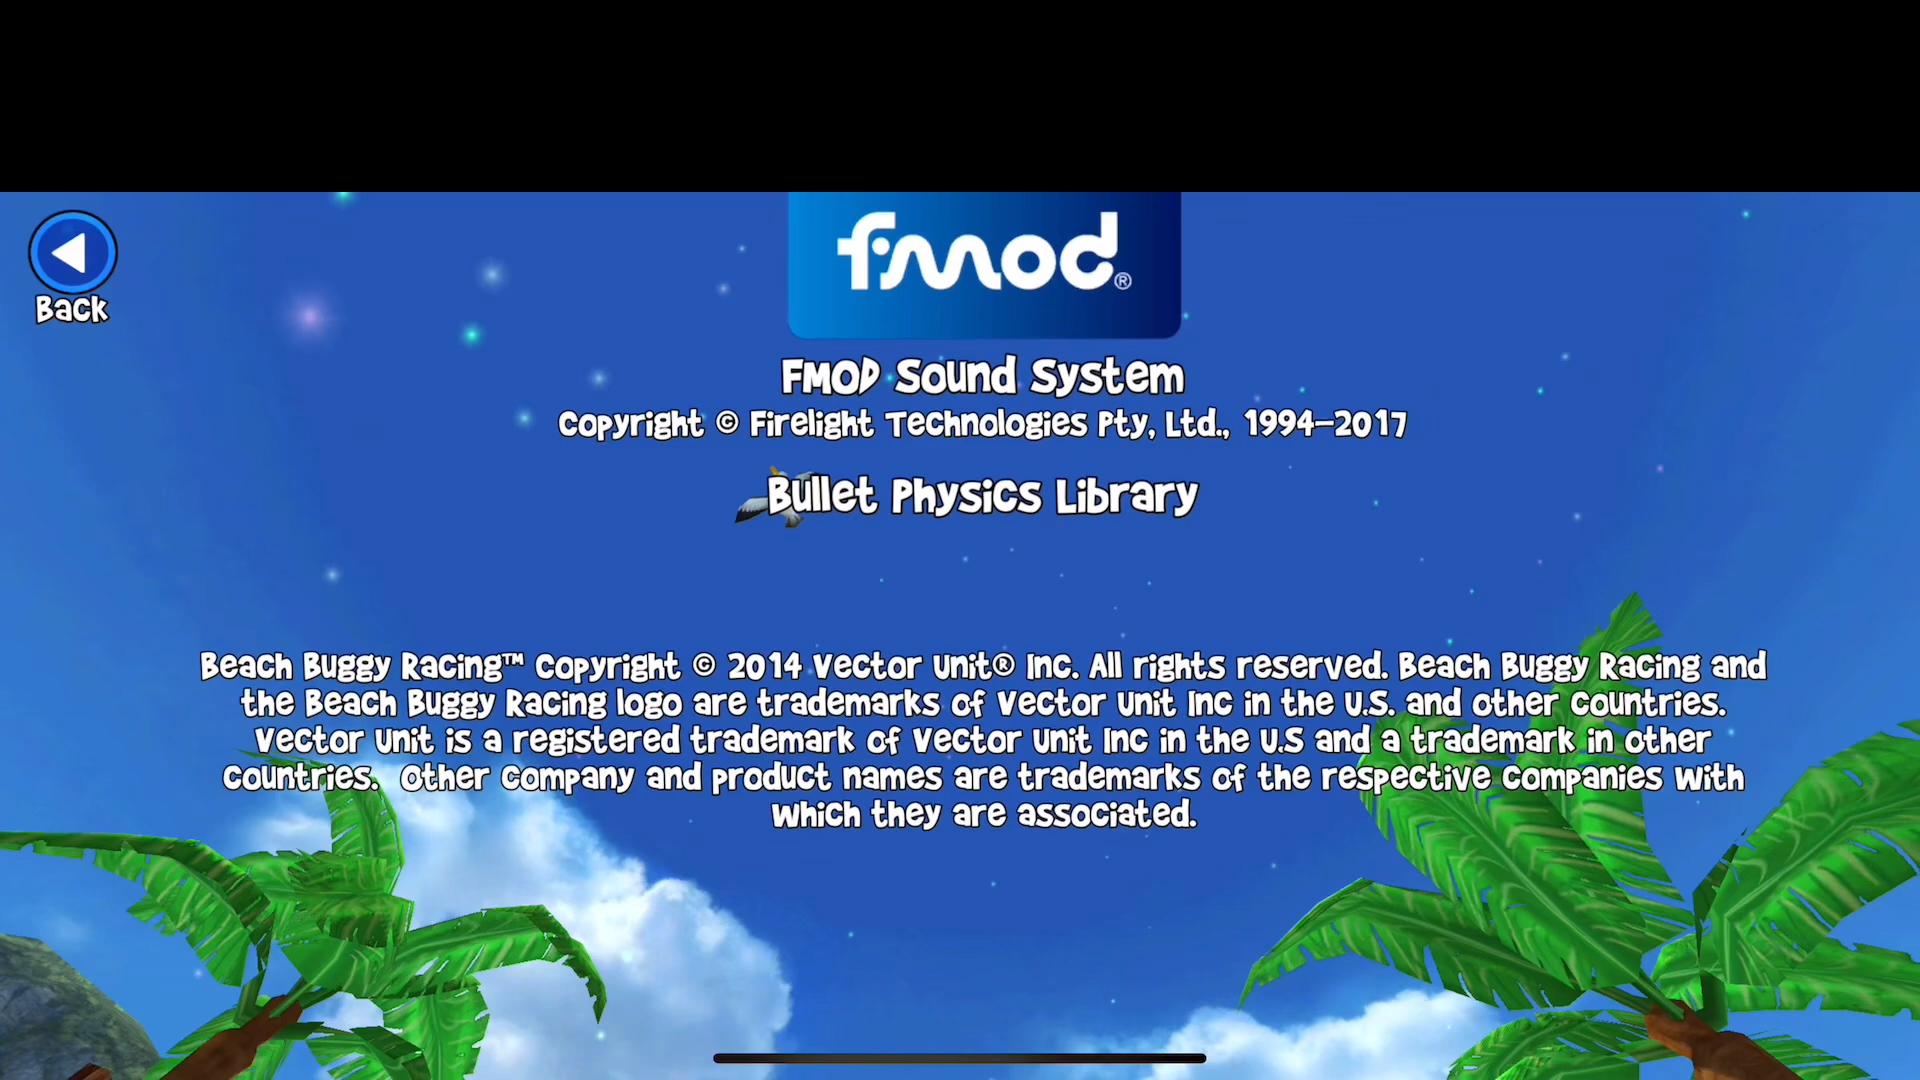 fmod®
FMOD Sound System
Copyright © Firelight Technologies Pty, Ltd., 1994–2017
Bullet Physics Library
Back
Beach Buggy Racing™ Copyright © 2014 Vector Unit® Inc. All rights reserved. Beach Buggy Racing and
the Beach Buggy Racing logo are trademarks of Vector Unit Inc in the U.S. and other countries.
Vector Unit is a registered trademark of Vector Unit Inc in the U.S and a trademark in other
countries.  Other company and product names are trademarks of the respective companies with
which they are associated.